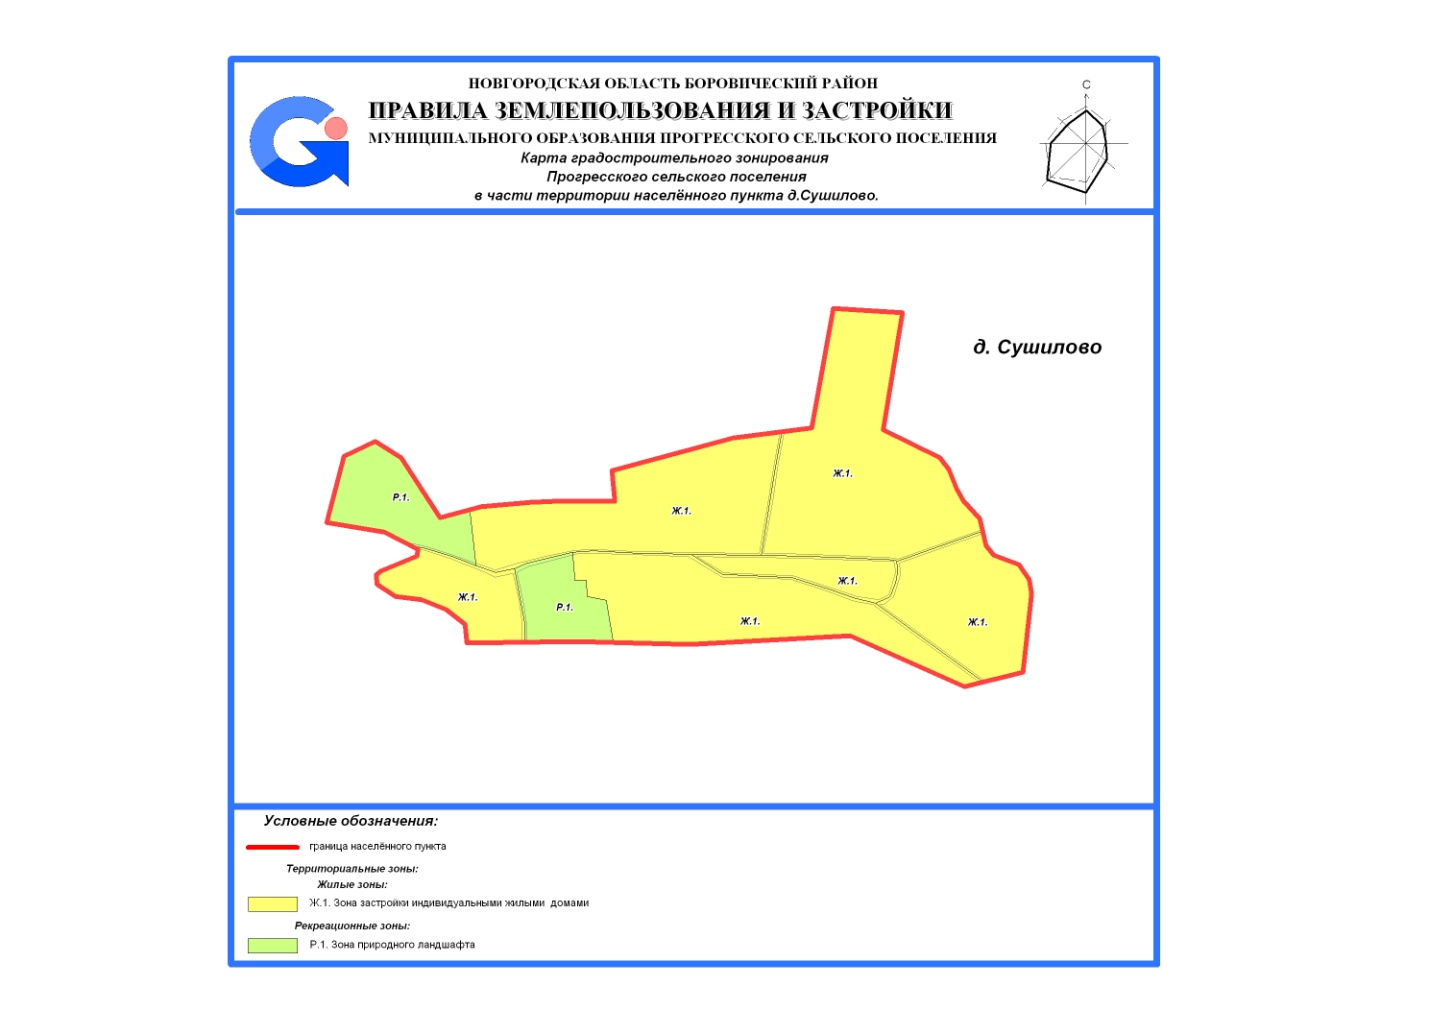 НОВГОРОДСКАЯ ОБЛАСТЬ БОРОВИЧЕСКИЙ РАЙОН
ПРАВИЛА ЗЕМЛЕПОЛЬЗОВАНИЯ И ЗАСТРОЙКИ
МУНИЦИПАЛЬНОГО ОБРАЗОВАНИЯ ПРОГРЕССКОГО СЕЛЬСКОГО ПОСЕЛЕНИЯ
Карта градостроительного зонирования
Прогресского сельского поселения
в части территории населённого пункта д.Сушилово.
С
д. Сушилово
Ж.1.
Р.1.
Ж.1.
Ж.1.
Ж.1.
Р.1.
Ж.1.
Ж.1.
Условные обозначения:
граница населённого пункта
Территориальные зоны:
Жилые зоны:
Ж.1. Зона застройки индивидуальными жилыми домами
Рекреационные зоны:
Р.1. Зона природного ландшафта